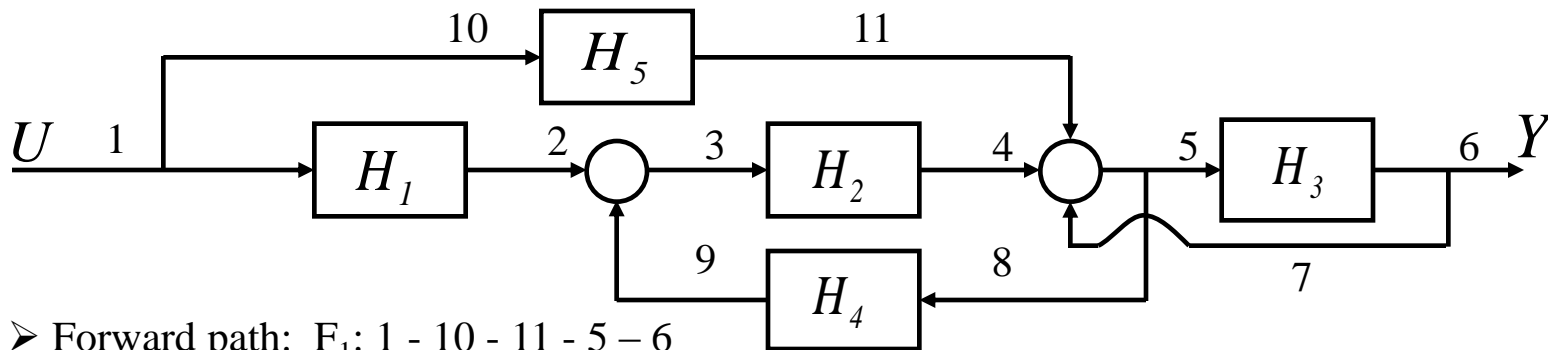 10 H5 11
U 1 H1 2 3 H2 4 5 H3 6 Y
9 H4 8 7
➢ Forward path: F1: 1 - 10 - 11 - 5 – 6